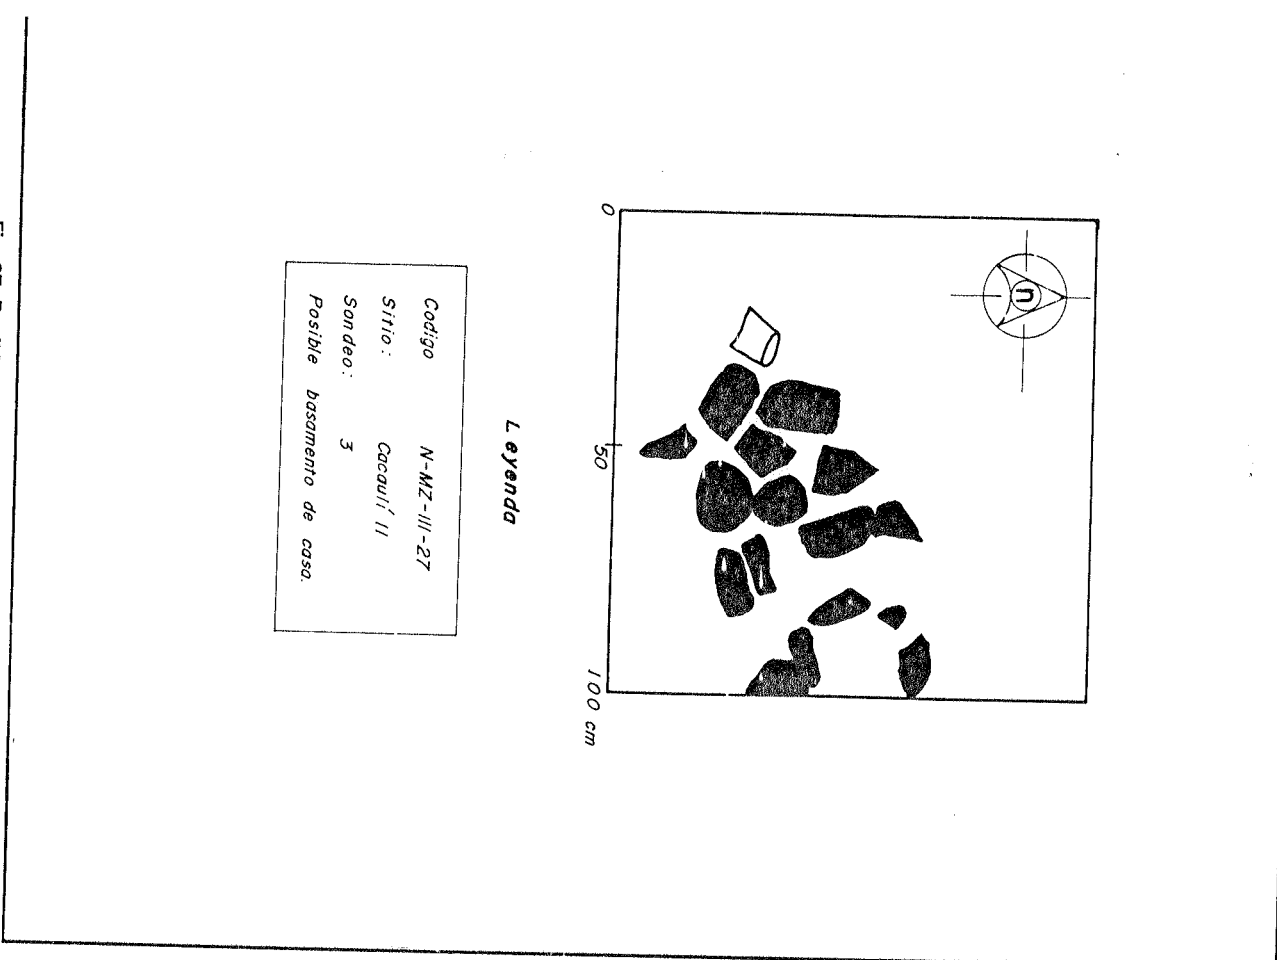 n
0
50
100 cm
Leyenda
Codigo N-MZ-III-27
Sitio: Cacaulí II
Sondeo: 3
Posible basamento de casa.